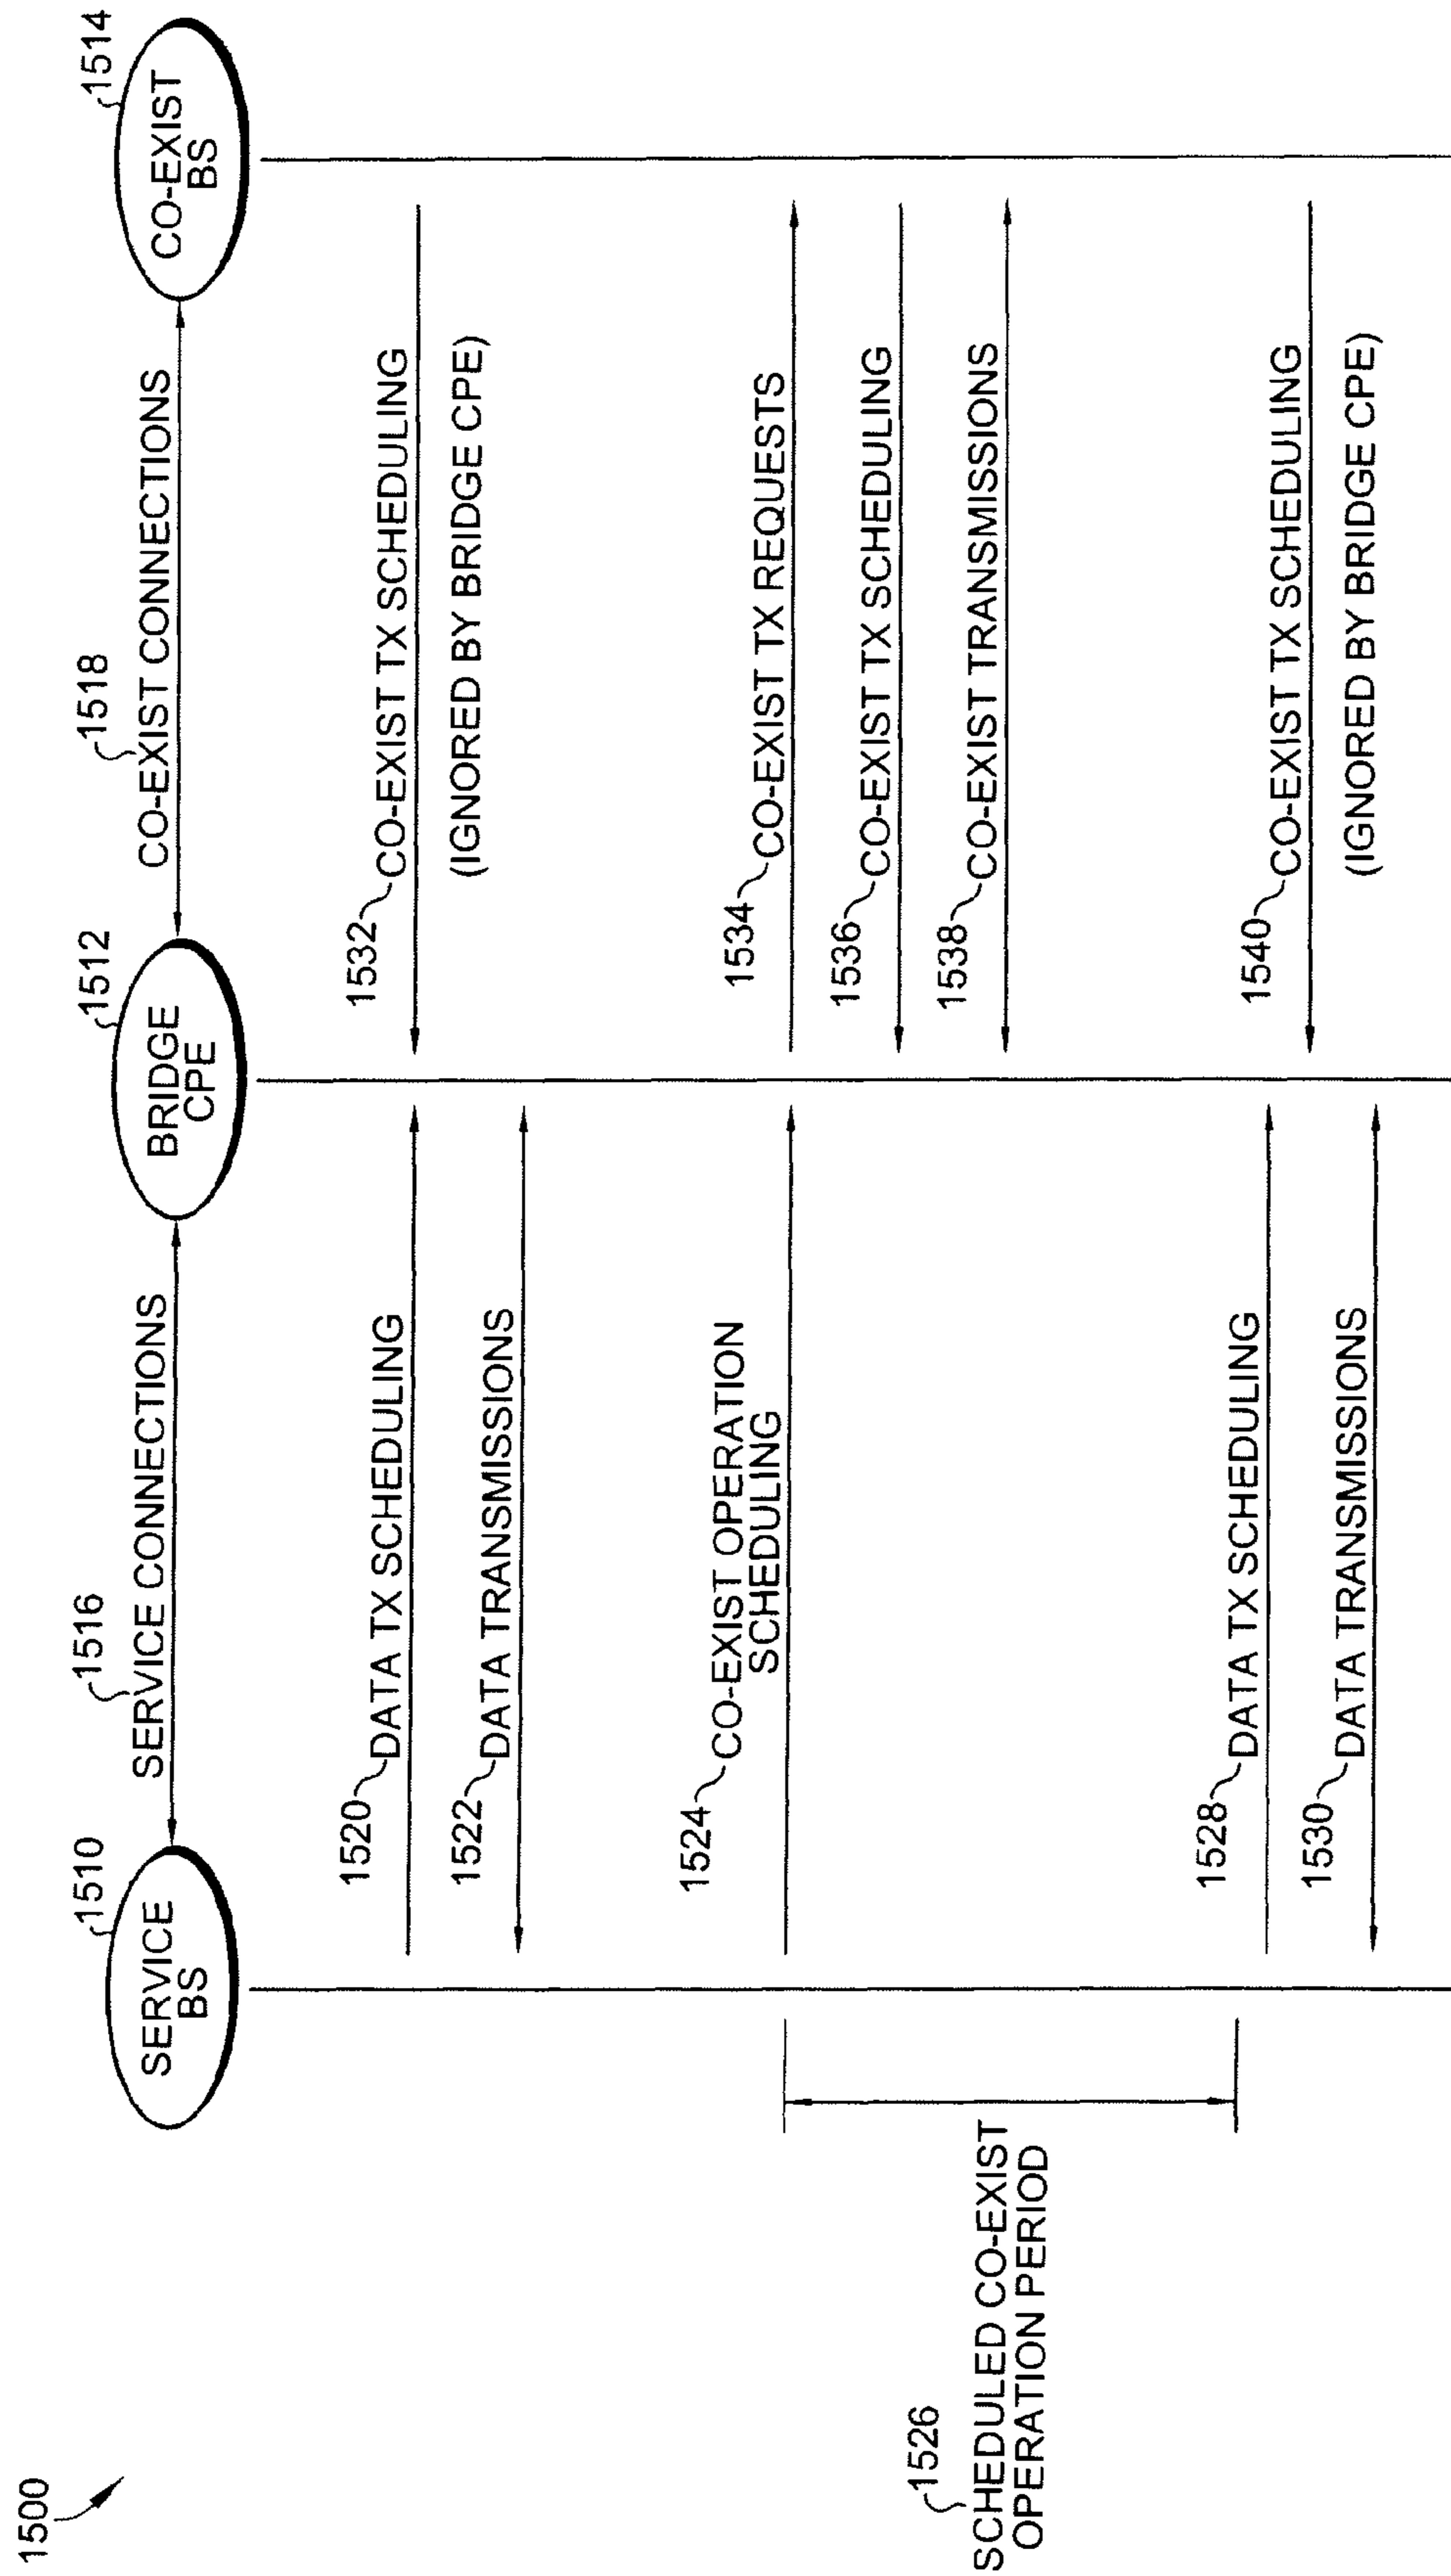 1500
1510
SERVICE
BS
1516
SERVICE CONNECTIONS
1512
BRIDGE
CPE
1518
CO-EXIST CONNECTIONS
1514
CO-EXIST
BS
1520
DATA TX SCHEDULING
1532
CO-EXIST TX SCHEDULING
(IGNORED BY BRIDGE CPE)
1522
DATA TRANSMISSIONS
1524
CO-EXIST OPERATION
SCHEDULING
1534
CO-EXIST TX REQUESTS
1536
CO-EXIST TX SCHEDULING
1538
CO-EXIST TRANSMISSIONS
1526
SCHEDULED CO-EXIST
OPERATION PERIOD
1528
DATA TX SCHEDULING
1540
CO-EXIST TX SCHEDULING
(IGNORED BY BRIDGE CPE)
1530
DATA TRANSMISSIONS